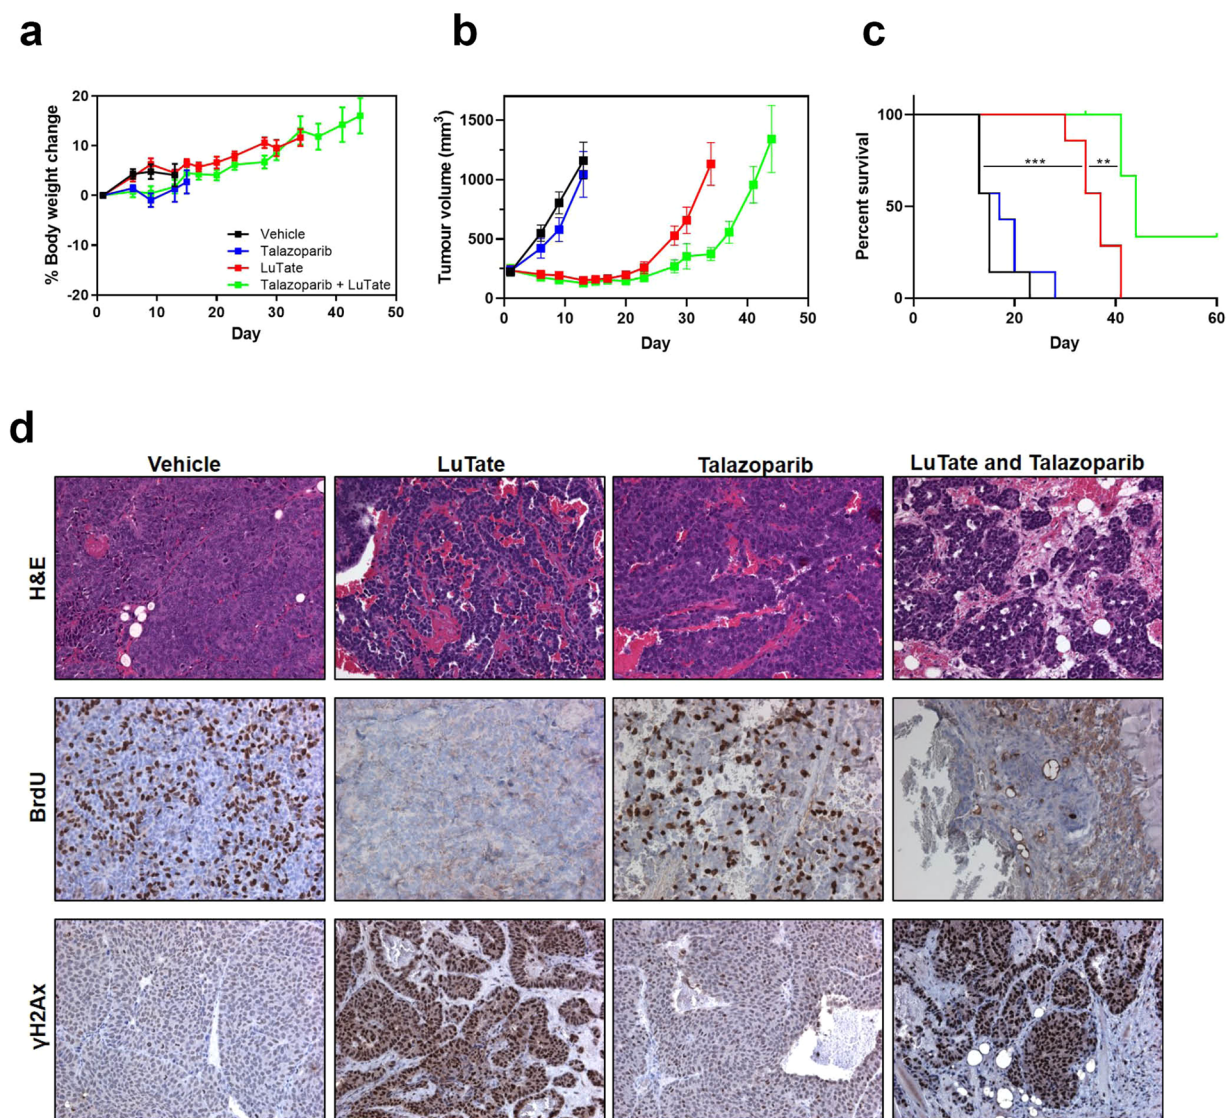 a
b
c
% Body weight change
20
10
0
-10
-20
0
10
20
30
40
50
Day
Vehicle
Talazoparib
LuTate
Talazoparib + LuTate
Tumour volume (mm³)
1500
1000
500
0
0
10
20
30
40
50
Day
Percent survival
100
50
0
0
20
40
60
Day
***
**
d
Vehicle
LuTate
Talazoparib
LuTate and Talazoparib
H&E
BrdU
γH2Ax